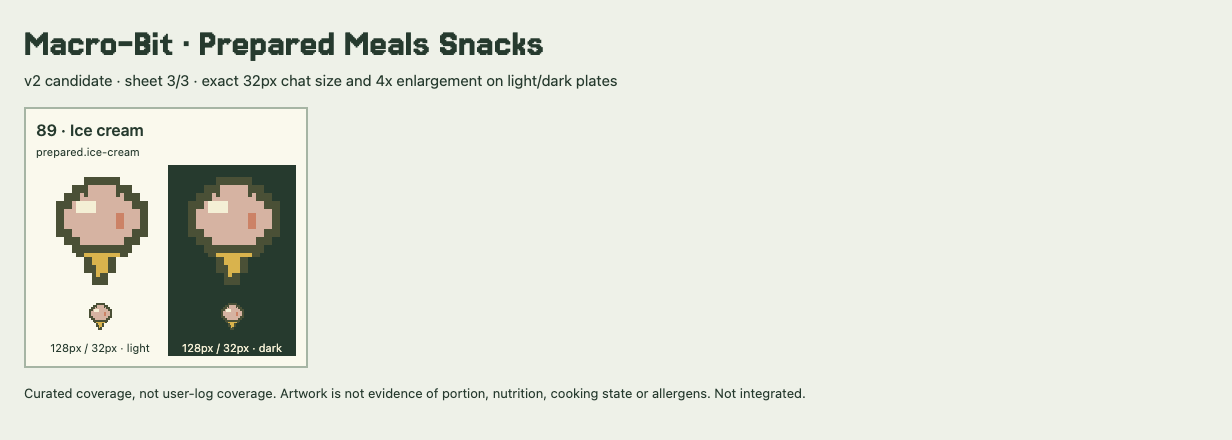 Macro-Bit · Prepared Meals Snacks
v2 candidate · sheet 3/3 · exact 32px chat size and 4x enlargement on light/dark plates
89 · Ice cream
prepared.ice-cream
128px / 32px · light
128px / 32px · dark
Curated coverage, not user-log coverage. Artwork is not evidence of portion, nutrition, cooking state or allergens. Not integrated.